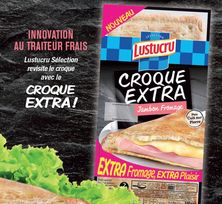 INNOVATION
AU TRAITEUR FRAIS
Lustucru Sélection
revisite le croque
avec le
CROQUE
EXTRA !
NOUVEAU
Lustucru
CROQUE
EXTRA
Jambon Fromage
EXTRA Fromage, EXTRA Plaisir